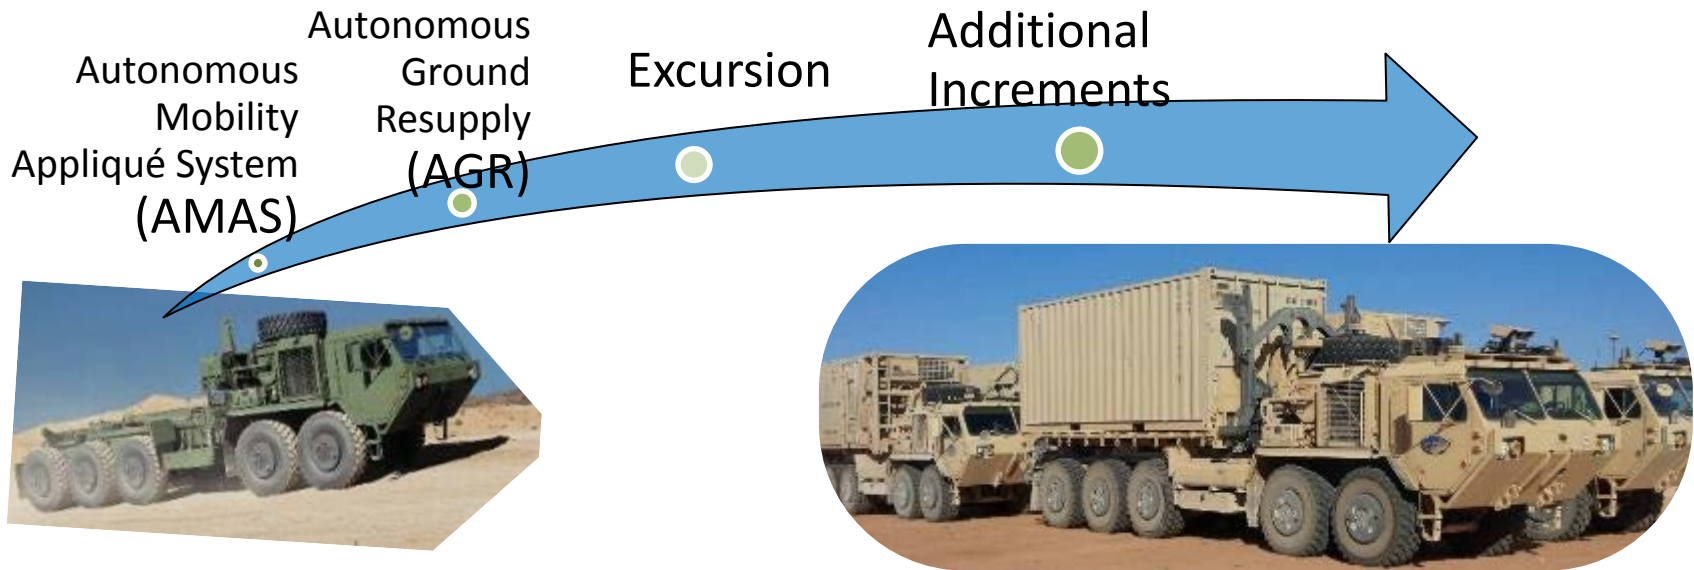 Autonomous
Mobility
Appliqué System
(AMAS)
Autonomous
Ground
Resupply
(AGR)
Excursion
Additional
Increments